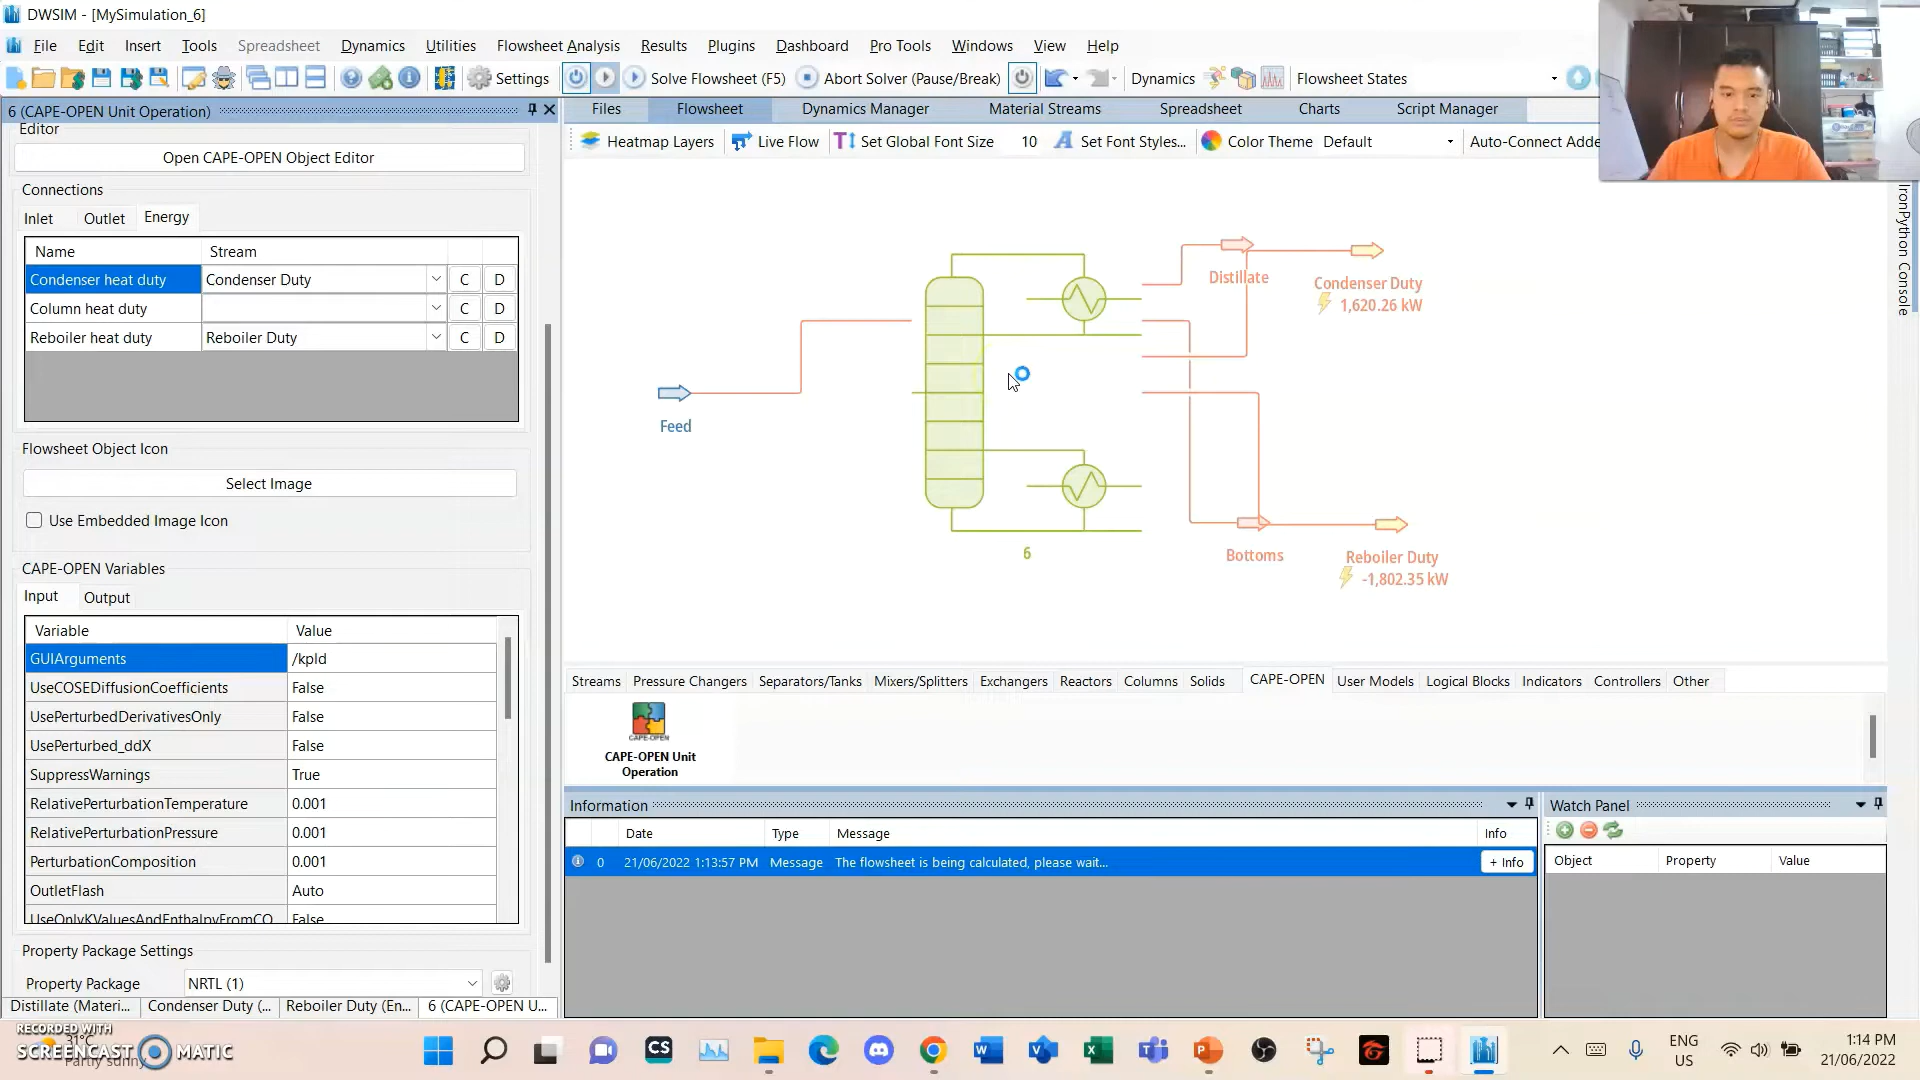 DWSIM - [MySimulation_6]
File Edit Insert Tools Spreadsheet Dynamics Utilities Flowsheet Analysis Results Plugins Dashboard Pro Tools Windows View Help
Settings Solve Flowsheet (F5) Abort Solver (Pause/Break) Dynamics Flowsheet States
6 (CAPE-OPEN Unit Operation)
Files Flowsheet Dynamics Manager Material Streams Spreadsheet Charts Script Manager
Editor
Open CAPE-OPEN Object Editor
Heatmap Layers Live Flow Set Global Font Size 10 Set Font Styles... Color Theme Default Auto-Connect Adde
IronPython Console
Connections
Inlet Outlet Energy
Name Stream
Condenser heat duty Condenser Duty C D
Column heat duty C D
Reboiler heat duty Reboiler Duty C D
Flowsheet Object Icon
Select Image
Use Embedded Image Icon
CAPE-OPEN Variables
Input Output
Variable Value
GUIArguments /kpld
UseCOSEDiffusionCoefficients False
UsePerturbedDerivativesOnly False
UsePerturbed_ddX False
SuppressWarnings True
RelativePerturbationTemperature 0.001
RelativePerturbationPressure 0.001
PerturbationComposition 0.001
OutletFlash Auto
UseOnlyKValuesAndEnthalpyFromCO False
Property Package Settings
Property Package NRTL (1)
Distillate (Materi... Condenser Duty (... Reboiler Duty (En... 6 (CAPE-OPEN U...
Distillate
Condenser Duty
1,620.26 kW
Feed
6
Bottoms
Reboiler Duty
-1,802.35 kW
Streams Pressure Changers Separators/Tanks Mixers/Splitters Exchangers Reactors Columns Solids CAPE-OPEN User Models Logical Blocks Indicators Controllers Other
CAPE-OPEN
CAPE-OPEN Unit
Operation
Information
Date Type Message Info
0 21/06/2022 1:13:57 PM Message The flowsheet is being calculated, please wait... + Info
Watch Panel
Object Property Value
RECORDED WITH
SCREENCAST MATIC
31°C
Partly sunny
ENG
US
1:14 PM
21/06/2022